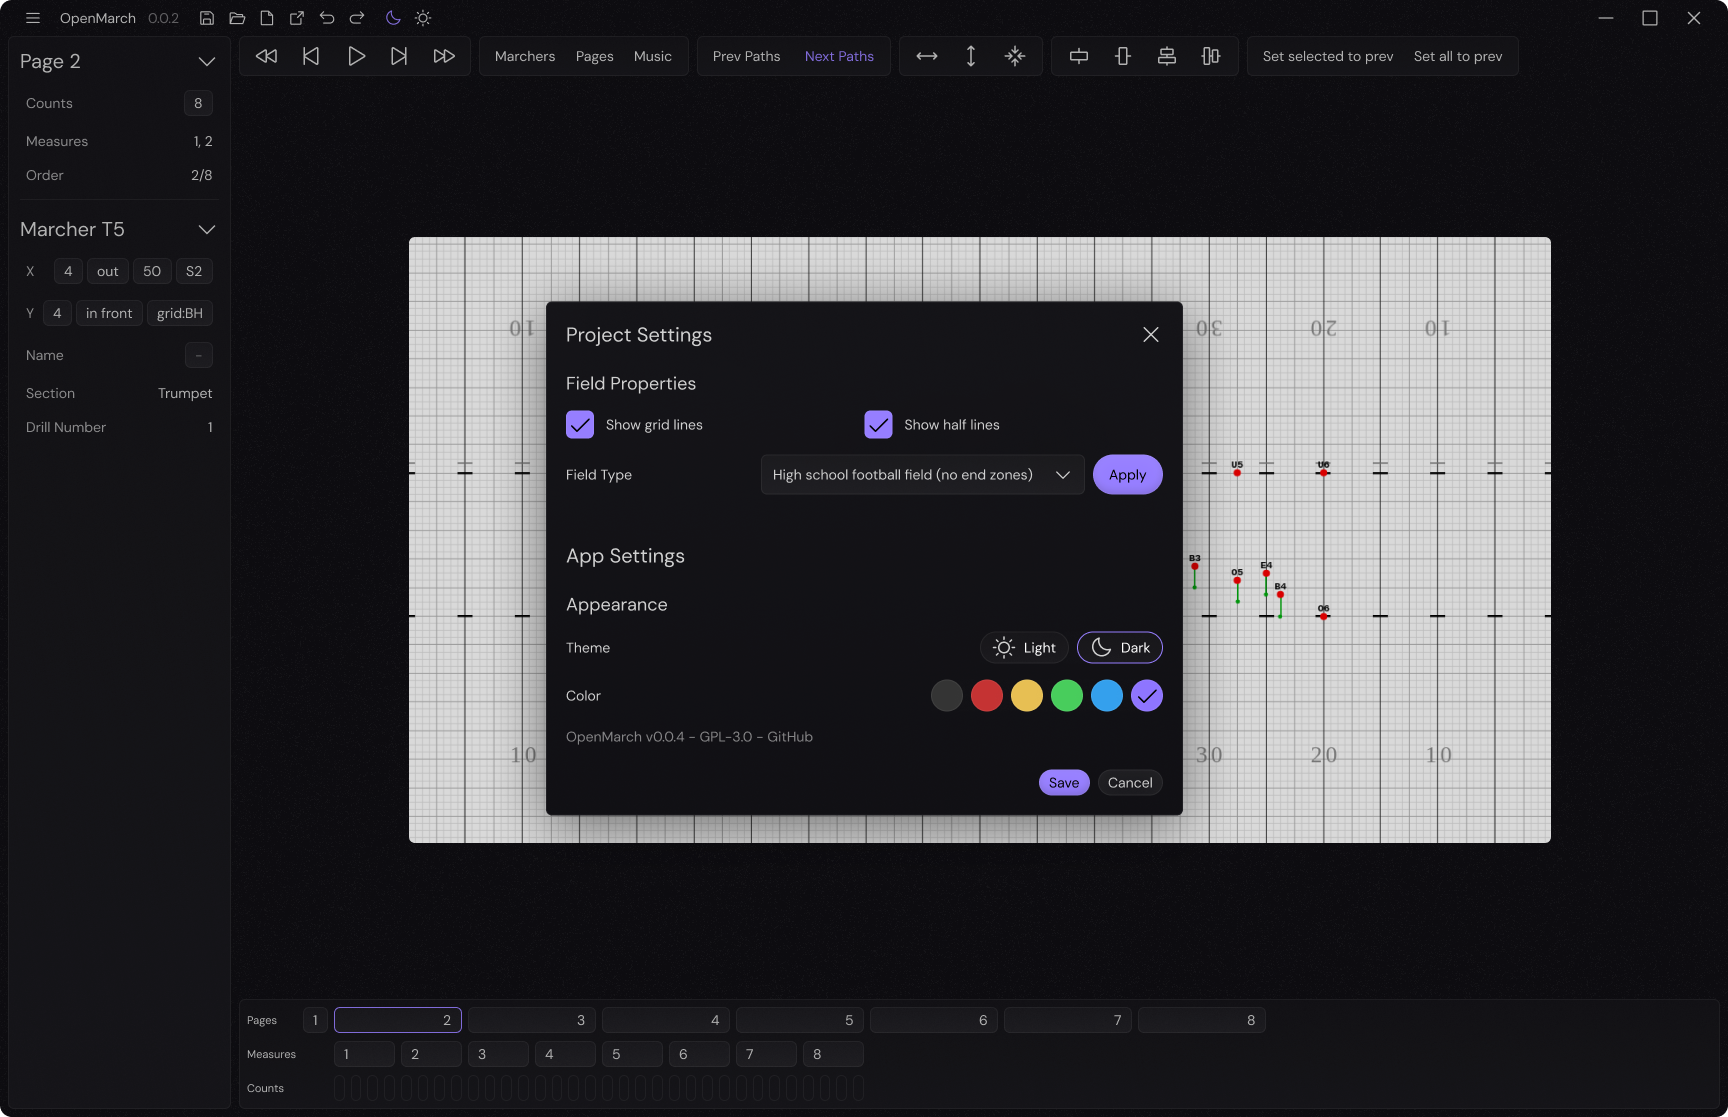 OpenMarch 0.0.2
Page 2
Counts 8
Measures 1, 2
Order 2/8
Marcher T5
X 4 out 50 S2
Y 4 in front grid:BH
Name -
Section Trumpet
Drill Number 1
Marchers Pages Music
Prev Paths Next Paths
Set selected to prev Set all to prev
10 30 20 10
U5 U6
B3
O5 E4
B4
O6
10 30 20 10
Project Settings
Field Properties
Show grid lines Show half lines
Field Type High school football field (no end zones) Apply
App Settings
Appearance
Theme Light Dark
Color
OpenMarch v0.0.4 - GPL-3.0 - GitHub
Save Cancel
Pages 1 2 3 4 5 6 7 8
Measures 1 2 3 4 5 6 7 8
Counts